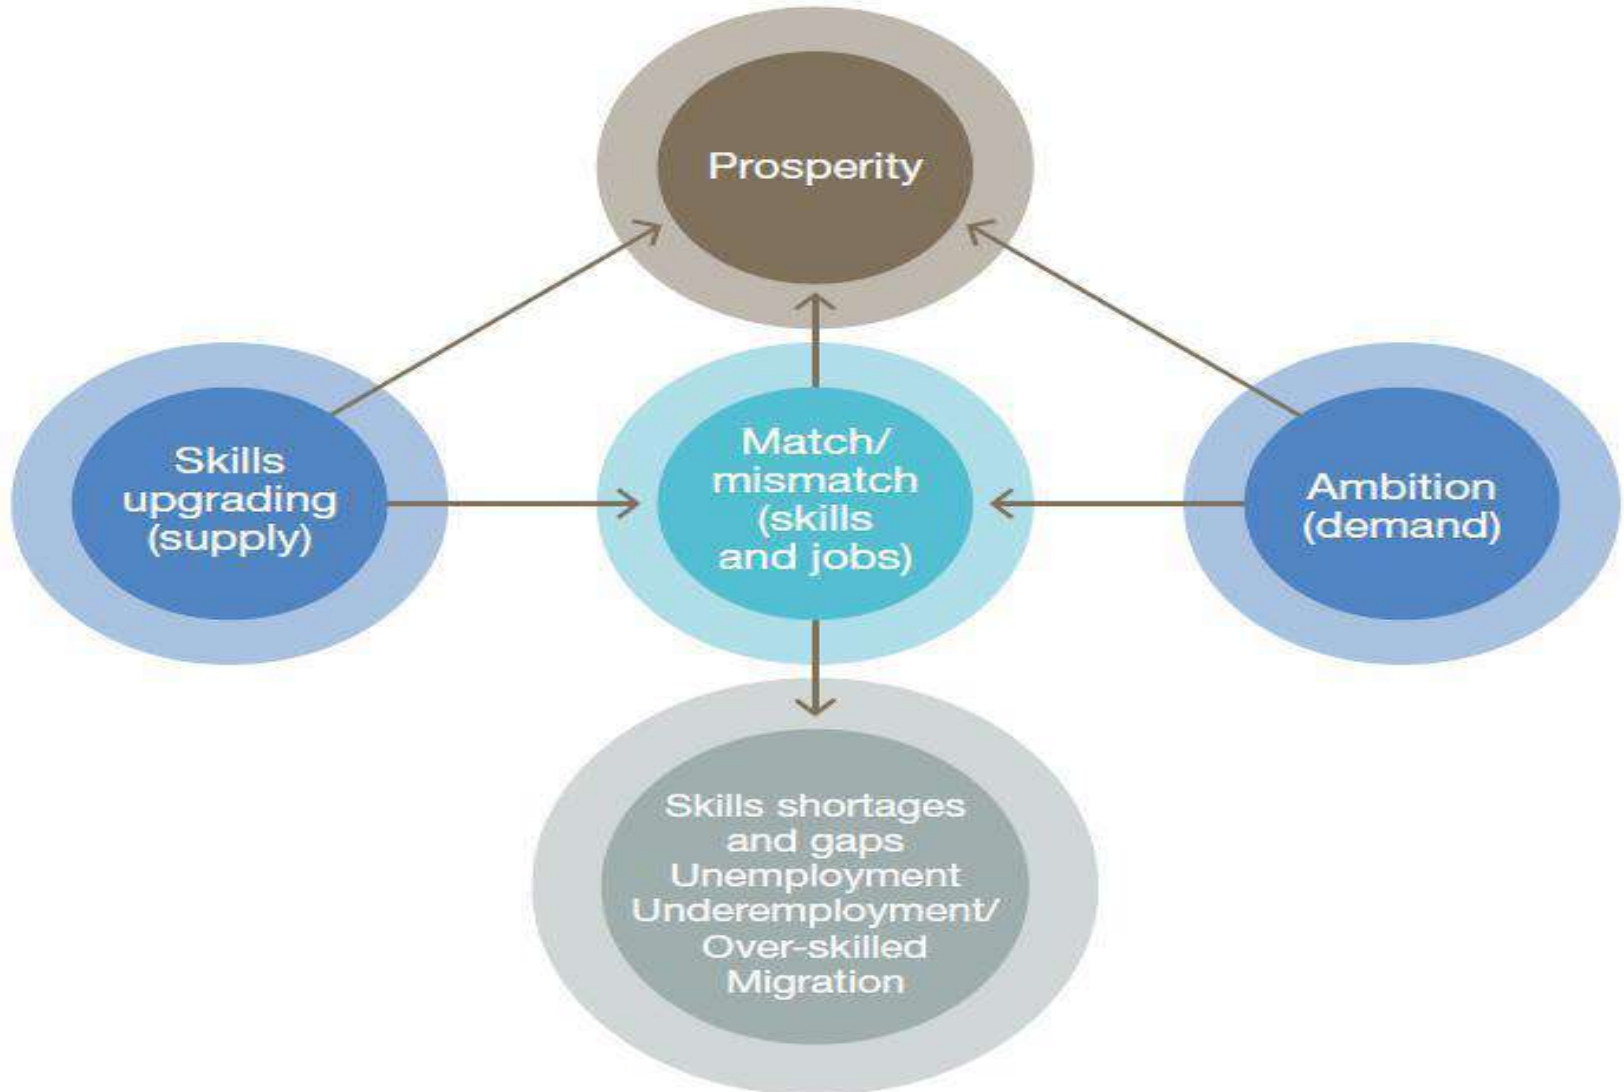 Prosperity
Skills
upgrading
(supply)
Match/
mismatch
(skills
and jobs)
Ambition
(demand)
Skills shortages
and gaps
Unemployment
Underemployment/
Over-skilled
Migration